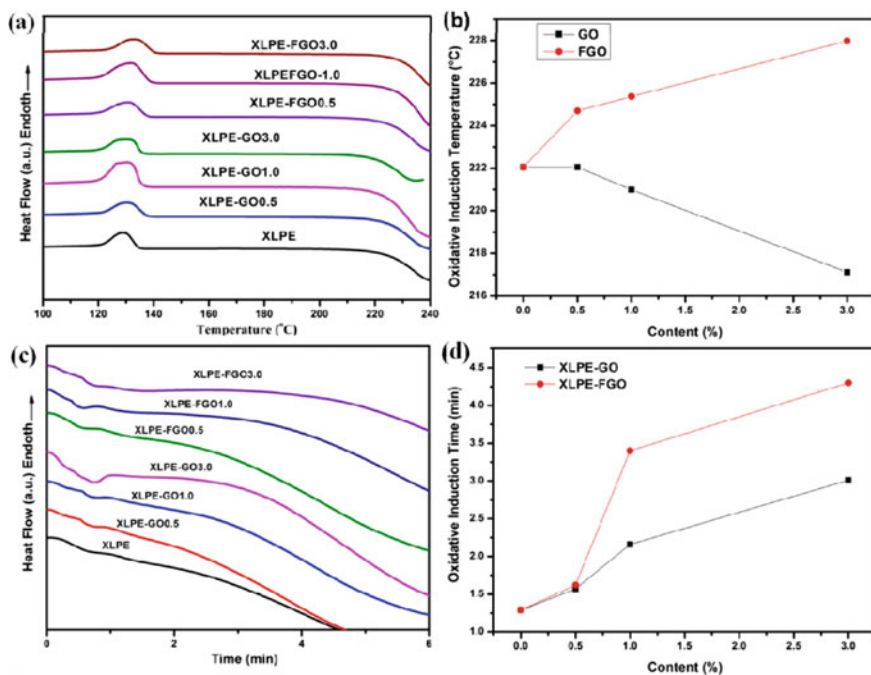 (a)
XLPE-FGO3.0
XLPEFGO-1.0
XLPE-FGO0.5
XLPE-GO3.0
XLPE-GO1.0
XLPE-GO0.5
XLPE
Heat Flow (a.u.) Endoth
100 120 140 160 180 200 220 240
Temperature (°C)
(b)
GO
FGO
Oxidative Induction Temperature (°C)
228
226
224
222
220
218
216
0.0 0.5 1.0 1.5 2.0 2.5 3.0
Content (%)
(c)
XLPE-FGO3.0
XLPE-FGO1.0
XLPE-FGO0.5
XLPE-GO3.0
XLPE-GO1.0
XLPE-GO0.5
XLPE
Heat Flow (a.u.) Endoth
0 2 4 6
Time (min)
(d)
XLPE-GO
XLPE-FGO
Oxidative Induction Time (min)
4.5
4.0
3.5
3.0
2.5
2.0
1.5
1.0
0.0 0.5 1.0 1.5 2.0 2.5 3.0
Content (%)